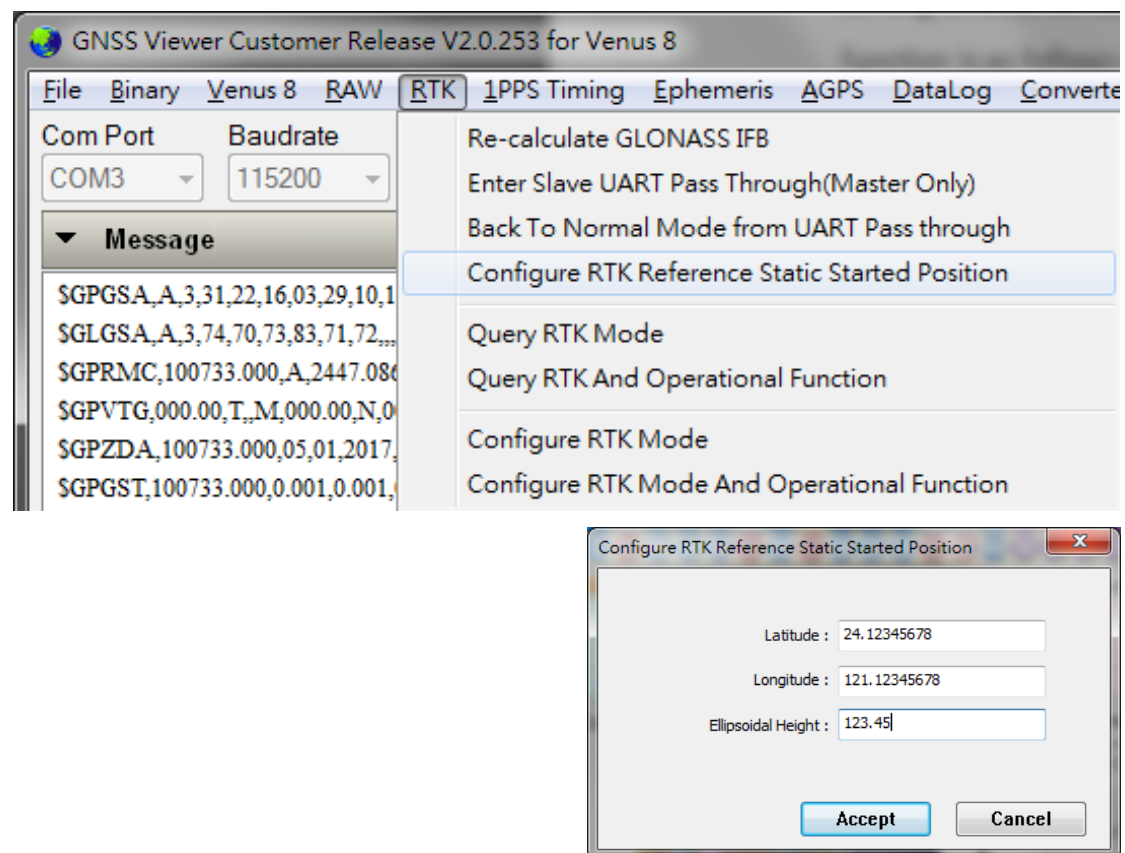 GNSS Viewer Customer Release V2.0.253 for Venus 8
File Binary Venus 8 RAW RTK 1PPS Timing Ephemeris AGPS DataLog Converte
Com Port Baudrate
COM3 115200
Message
$GPGSA,A,3,31,22,16,03,29,10,1
$GLGSA,A,3,74,70,73,83,71,72,,,
$GPRMC,100733.000,A,2447.086
$GPVTG,000.00,T,,M,000.00,N,0
$GPZDA,100733.000,05,01,2017,
$GPGST,100733.000,0.001,0.001,
Re-calculate GLONASS IFB
Enter Slave UART Pass Through(Master Only)
Back To Normal Mode from UART Pass through
Configure RTK Reference Static Started Position
Query RTK Mode
Query RTK And Operational Function
Configure RTK Mode
Configure RTK Mode And Operational Function
Configure RTK Reference Static Started Position
Latitude : 24.12345678
Longitude : 121.12345678
Ellipsoidal Height : 123.45
Accept Cancel